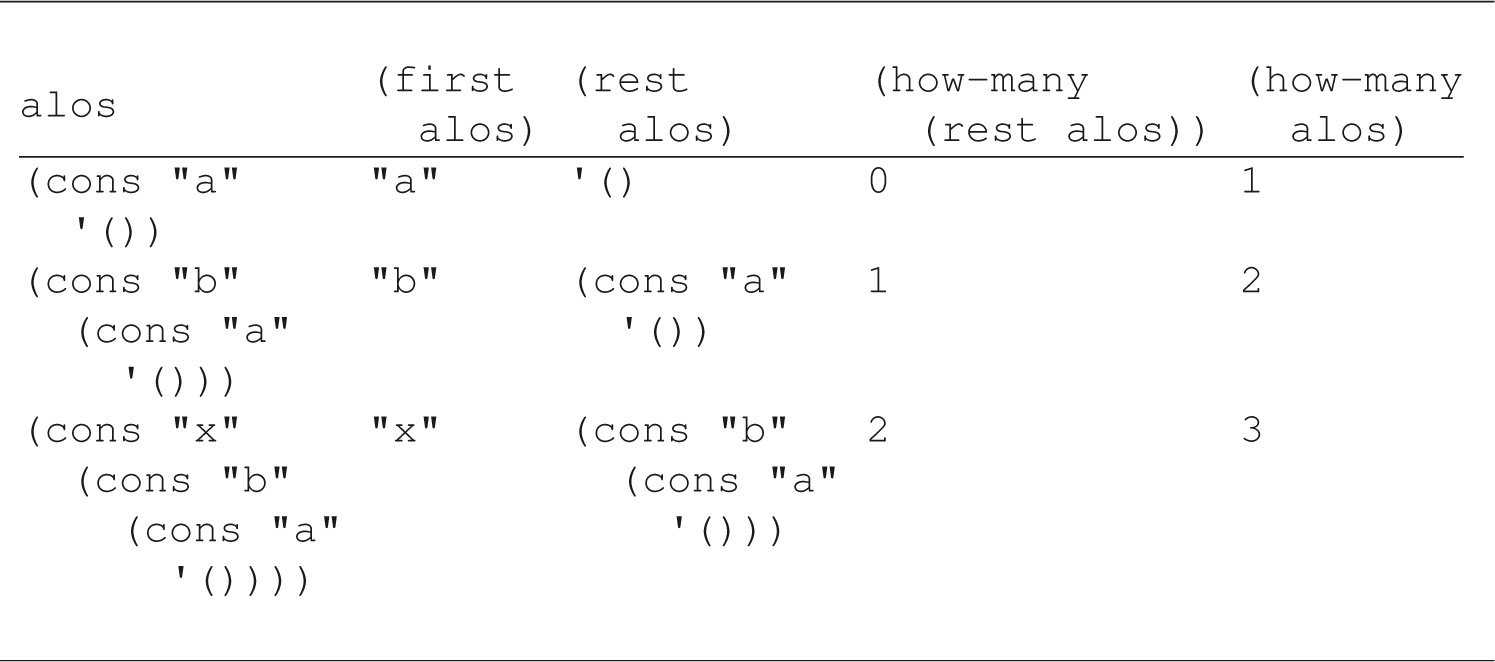 alos (first alos) (rest alos) (how-many (rest alos)) (how-many alos)
(cons "a" "a" '() 0 1
'())
(cons "b" "b" (cons "a" 1 2
(cons "a" '())
'()))
(cons "x" "x" (cons "b" 2 3
(cons "b" (cons "a"
(cons "a" '()))
'())))